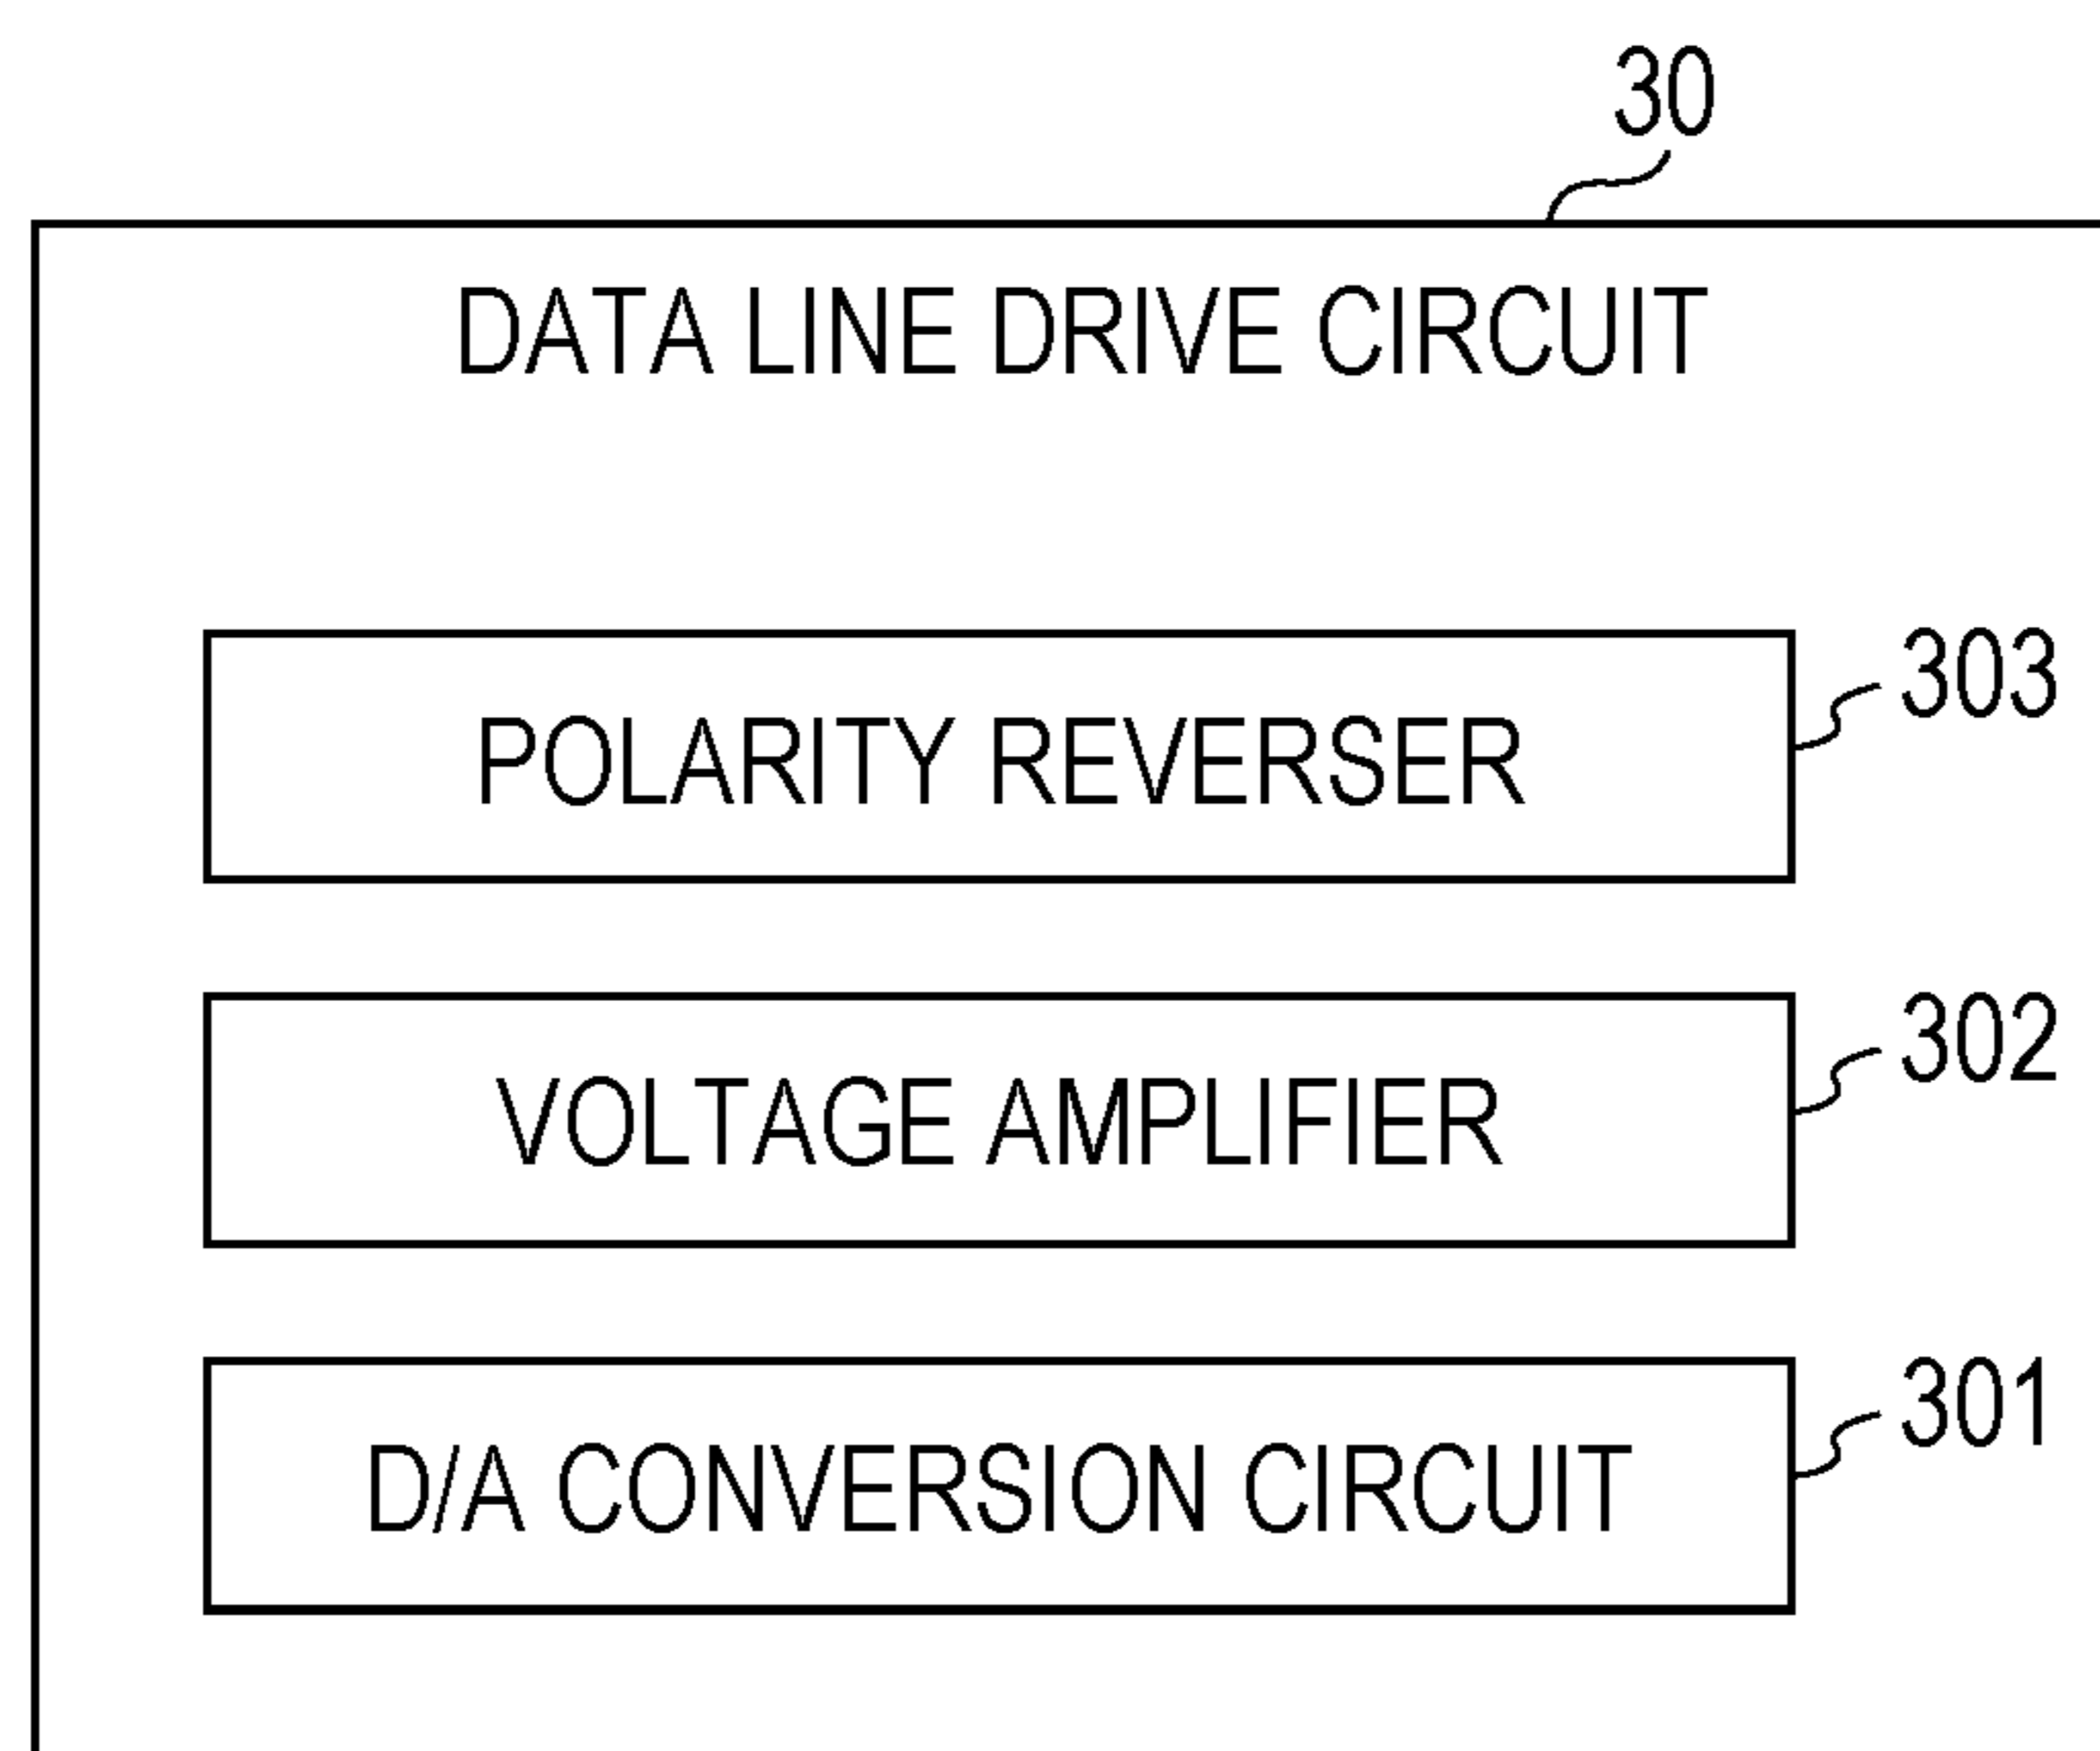 30
DATA LINE DRIVE CIRCUIT
POLARITY REVERSER
303
VOLTAGE AMPLIFIER
302
D/A CONVERSION CIRCUIT
301